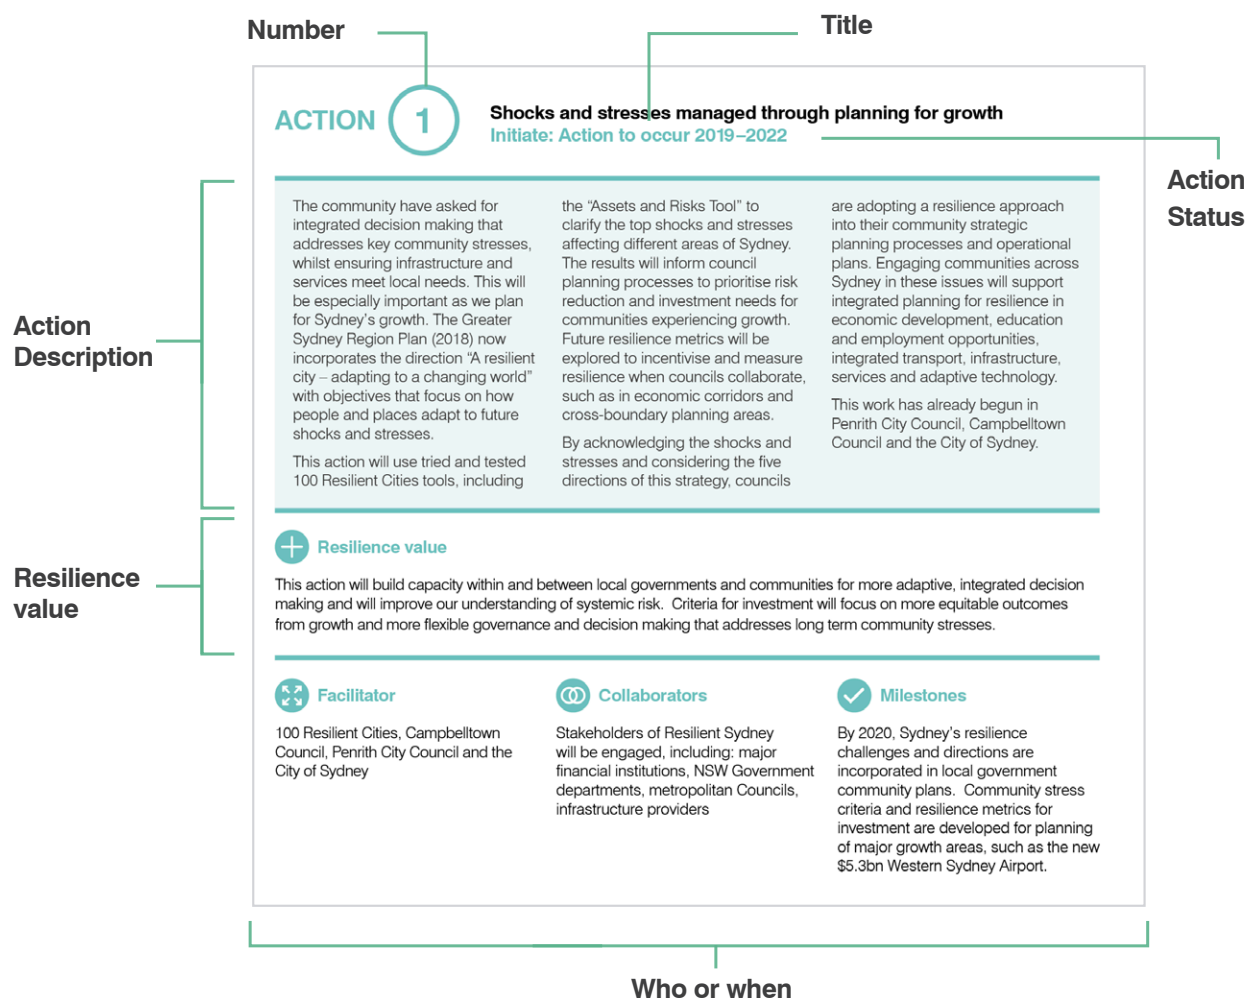 Number
Title
ACTION 1
Shocks and stresses managed through planning for growth
Initiate: Action to occur 2019–2022
Action
Status
Action
Description
The community have asked for
integrated decision making that
addresses key community stresses,
whilst ensuring infrastructure and
services meet local needs. This will
be especially important as we plan
for Sydney's growth. The Greater
Sydney Region Plan (2018) now
incorporates the direction “A resilient
city – adapting to a changing world”
with objectives that focus on how
people and places adapt to future
shocks and stresses.
This action will use tried and tested
100 Resilient Cities tools, including
the “Assets and Risks Tool” to
clarify the top shocks and stresses
affecting different areas of Sydney.
The results will inform council
planning processes to prioritise risk
reduction and investment needs for
communities experiencing growth.
Future resilience metrics will be
explored to incentivise and measure
resilience when councils collaborate,
such as in economic corridors and
cross-boundary planning areas.
By acknowledging the shocks and
stresses and considering the five
directions of this strategy, councils
are adopting a resilience approach
into their community strategic
planning processes and operational
plans. Engaging communities across
Sydney in these issues will support
integrated planning for resilience in
economic development, education
and employment opportunities,
integrated transport, infrastructure,
services and adaptive technology.
This work has already begun in
Penrith City Council, Campbelltown
Council and the City of Sydney.
Resilience
value
Resilience value
This action will build capacity within and between local governments and communities for more adaptive, integrated decision
making and will improve our understanding of systemic risk.  Criteria for investment will focus on more equitable outcomes
from growth and more flexible governance and decision making that addresses long term community stresses.
Facilitator
100 Resilient Cities, Campbelltown
Council, Penrith City Council and the
City of Sydney
Collaborators
Stakeholders of Resilient Sydney
will be engaged, including: major
financial institutions, NSW Government
departments, metropolitan Councils,
infrastructure providers
Milestones
By 2020, Sydney's resilience
challenges and directions are
incorporated in local government
community plans.  Community stress
criteria and resilience metrics for
investment are developed for planning
of major growth areas, such as the new
$5.3bn Western Sydney Airport.
Who or when